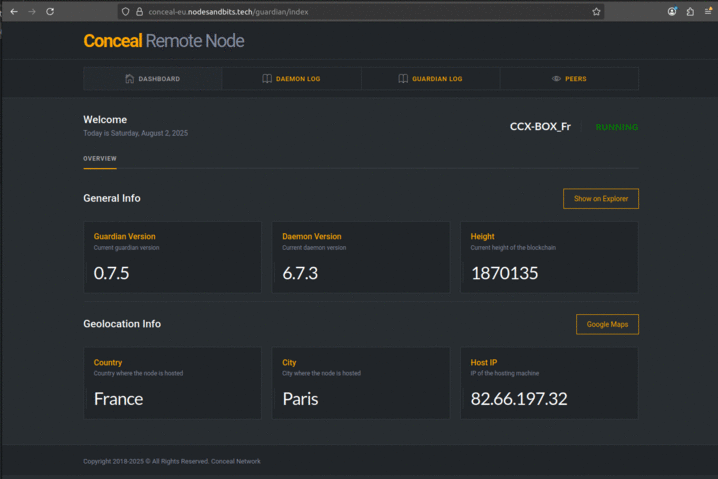 conceal-eu.nodesandbits.tech/guardian/index
Conceal Remote Node
DASHBOARD
DAEMON LOG
GUARDIAN LOG
PEERS
Welcome
Today is Saturday, August 2, 2025
CCX-BOX_Fr
RUNNING
OVERVIEW
General Info
Show on Explorer
Guardian Version
Current guardian version
0.7.5
Daemon Version
Current daemon version
6.7.3
Height
Current height of the blockchain
1870135
Geolocation Info
Google Maps
Country
Country where the node is hosted
France
City
City where the node is hosted
Paris
Host IP
IP of the hosting machine
82.66.197.32
Copyright 2018-2025 © All Rights Reserved. Conceal Network